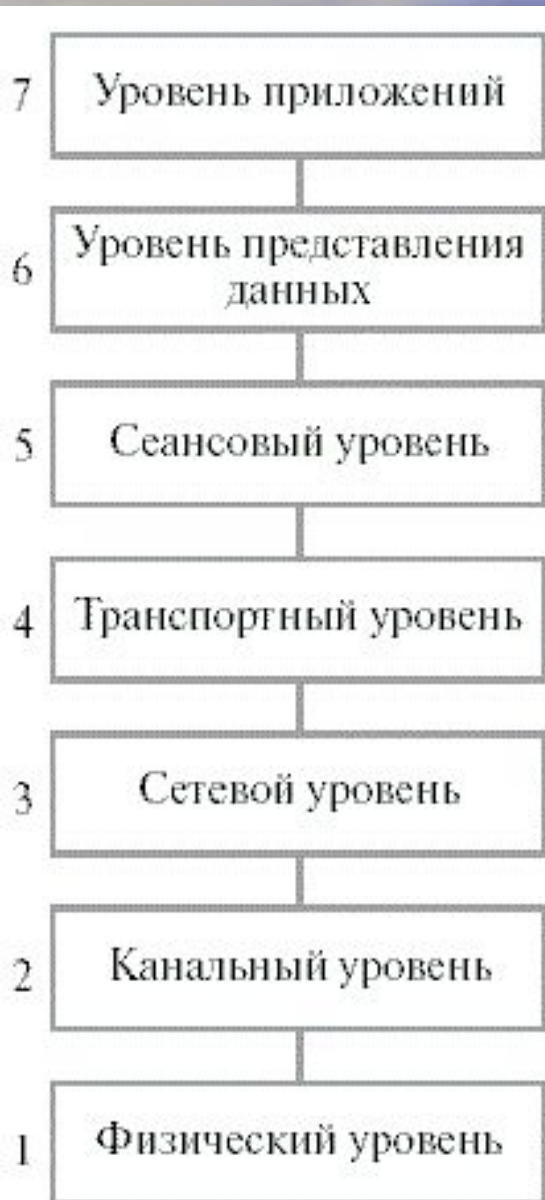 7 Уровень приложений
6 Уровень представления
данных
5 Сеансовый уровень
4 Транспортный уровень
3 Сетевой уровень
2 Канальный уровень
1 Физический уровень